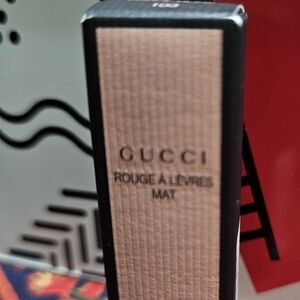 GUCCI
ROUGE À LÈVRES
MAT